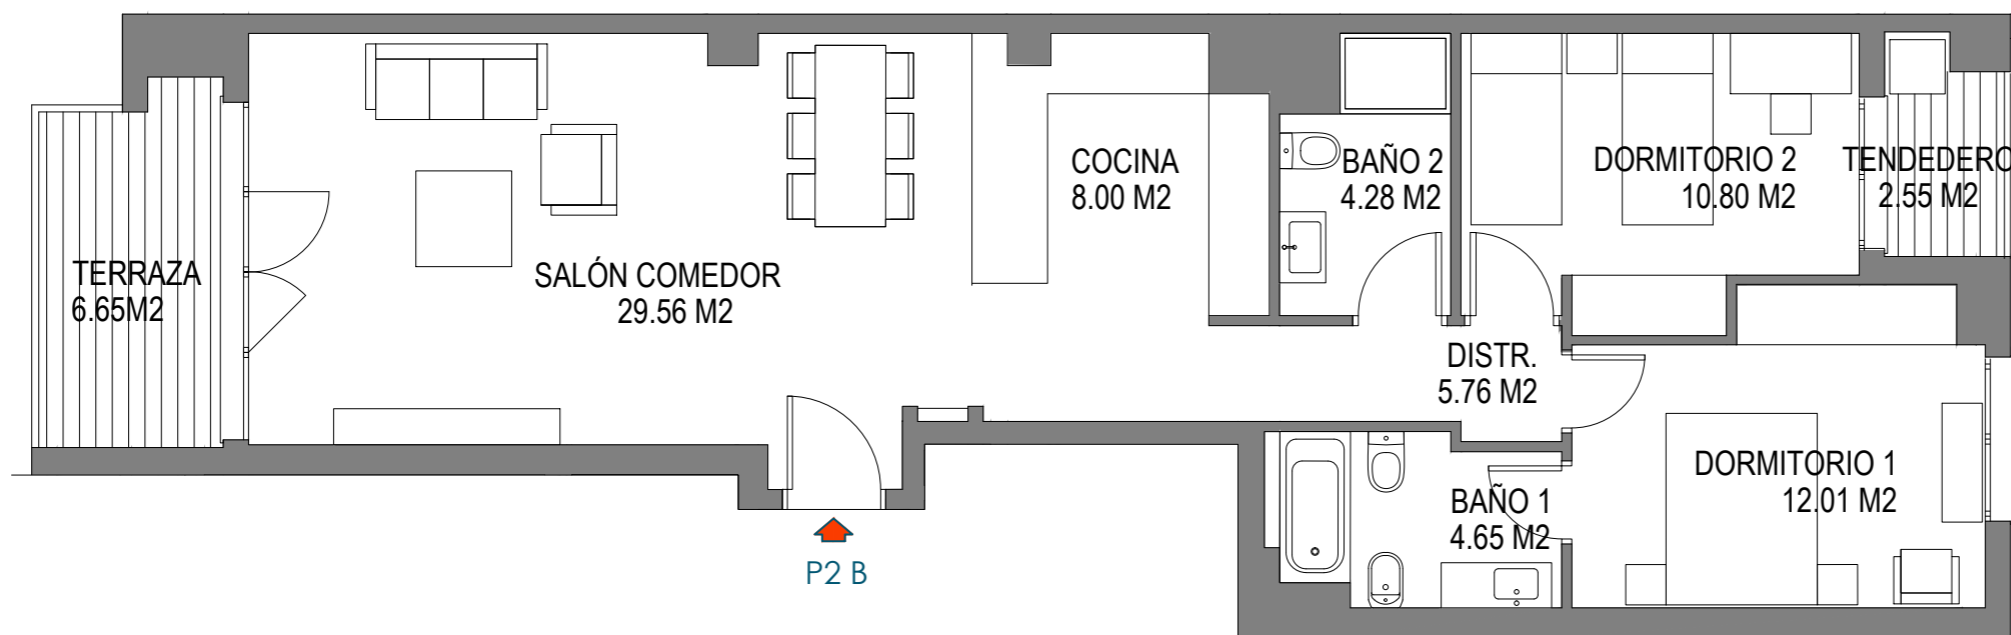 TERRAZA
6.65M2
SALÓN COMEDOR
29.56 M2
COCINA
8.00 M2
BAÑO 2
4.28 M2
DORMITORIO 2
10.80 M2
TENDEDERO
2.55 M2
DISTR.
5.76 M2
DORMITORIO 1
12.01 M2
BAÑO 1
4.65 M2
P2 B